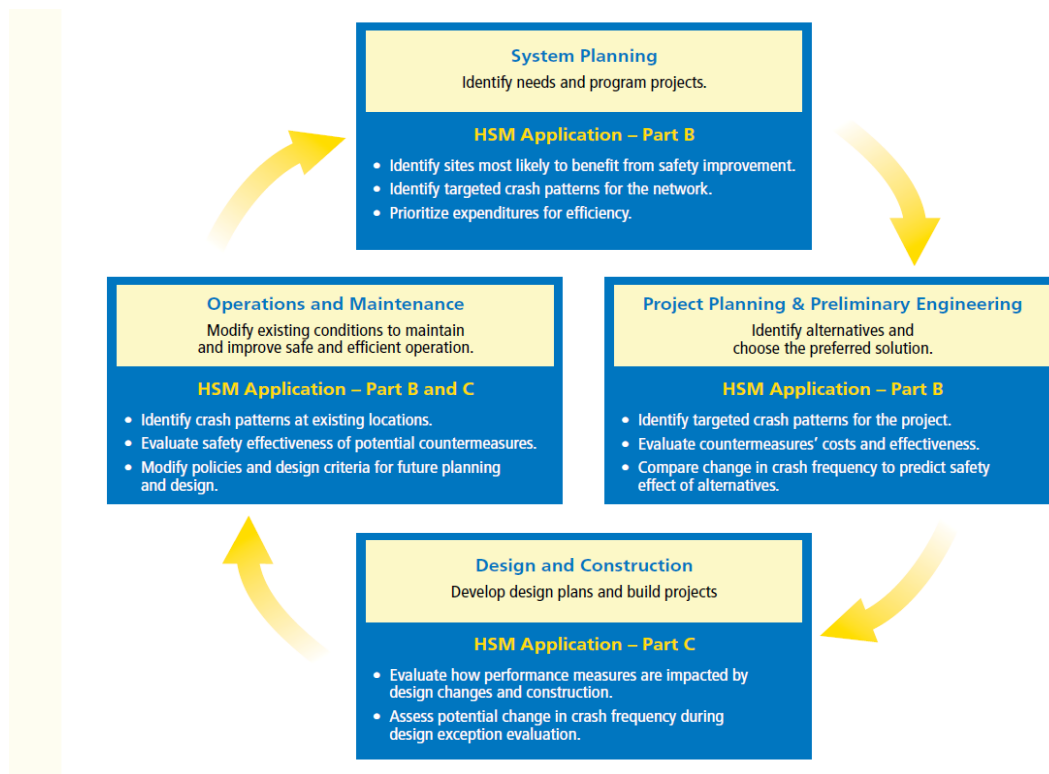 System Planning
Identify needs and program projects.
HSM Application – Part B
• Identify sites most likely to benefit from safety improvement.
• Identify targeted crash patterns for the network.
• Prioritize expenditures for efficiency.
Operations and Maintenance
Modify existing conditions to maintain
and improve safe and efficient operation.
HSM Application – Part B and C
• Identify crash patterns at existing locations.
• Evaluate safety effectiveness of potential countermeasures.
• Modify policies and design criteria for future planning
and design.
Project Planning & Preliminary Engineering
Identify alternatives and
choose the preferred solution.
HSM Application – Part B
• Identify targeted crash patterns for the project.
• Evaluate countermeasures’ costs and effectiveness.
• Compare change in crash frequency to predict safety
effect of alternatives.
Design and Construction
Develop design plans and build projects
HSM Application – Part C
• Evaluate how performance measures are impacted by
design changes and construction.
• Assess potential change in crash frequency during
design exception evaluation.